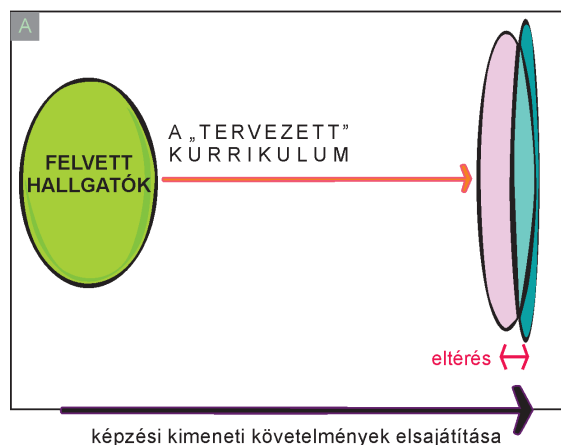 A
A „TERVEZETT”
KURRIKULUM
FELVETT
HALLGATÓK
eltérés
képzési kimeneti követelmények elsajátítása